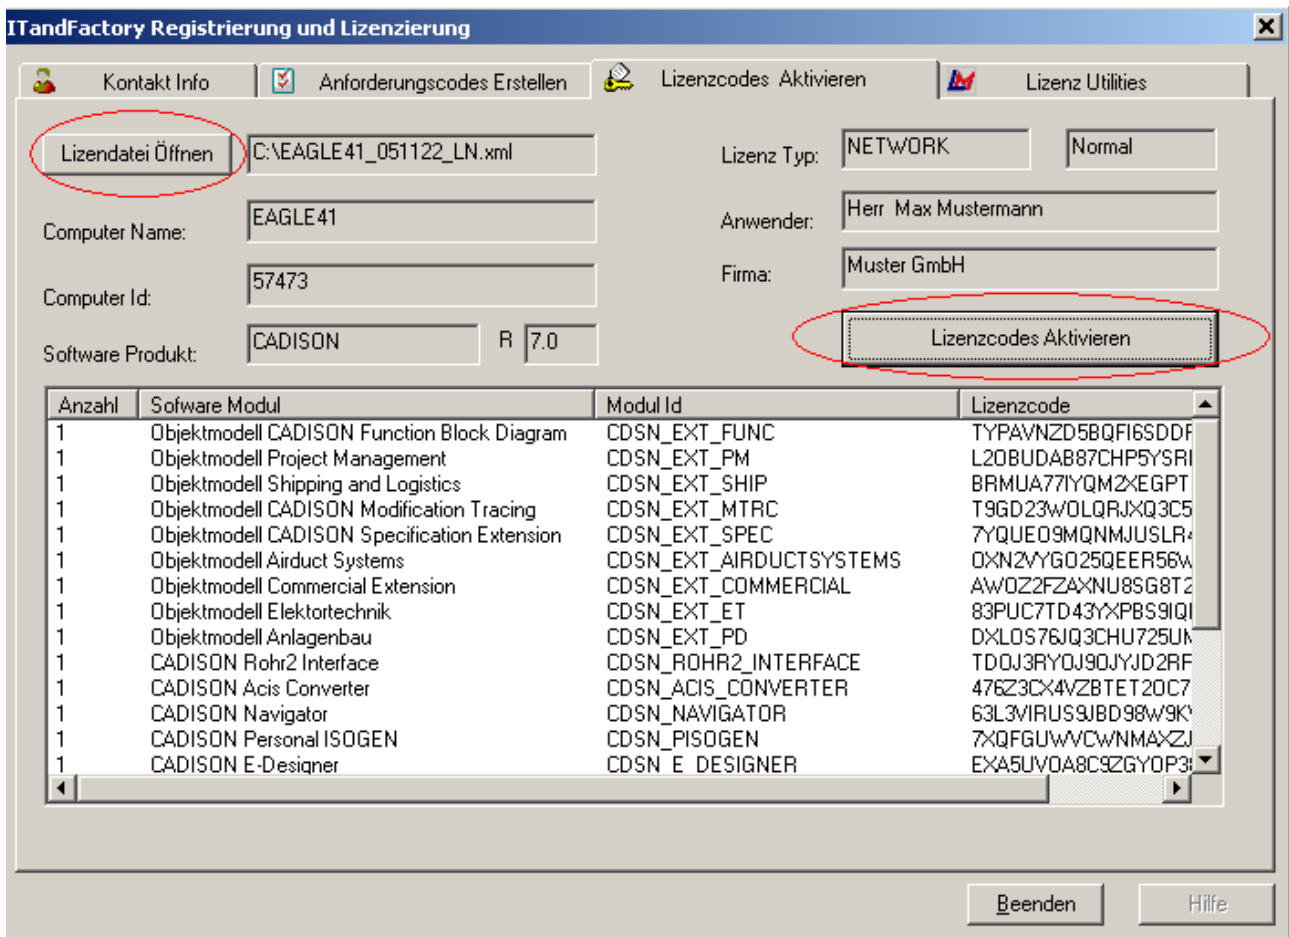 ITandFactory Registrierung und Lizenzierung
Kontakt Info
Anforderungscodes Erstellen
Lizenzcodes Aktivieren
Lizenz Utilities
Lizendatei Öffnen
C:\EAGLE41_051122_LN.xml
Lizenz Typ:
NETWORK
Normal
Computer Name:
EAGLE41
Anwender:
Herr Max Mustermann
Computer Id:
57473
Firma:
Muster GmbH
Software Produkt:
CADISON
R 7.0
Lizenzcodes Aktivieren
Anzahl Sofware Modul Modul Id Lizenzcode
1 Objektmodell CADISON Function Block Diagram CDSN_EXT_FUNC
1 Objektmodell Project Management CDSN_EXT_PM
1 Objektmodell Shipping and Logistics CDSN_EXT_SHIP
1 Objektmodell CADISON Modification Tracing CDSN_EXT_MTRC
1 Objektmodell CADISON Specification Extension CDSN_EXT_SPEC
1 Objektmodell Airduct Systems CDSN_EXT_AIRDUCTSYSTEMS
1 Objektmodell Commercial Extension CDSN_EXT_COMMERCIAL
1 Objektmodell Elektortechnik CDSN_EXT_ET
1 Objektmodell Anlagenbau CDSN_EXT_PD
1 CADISON Rohr2 Interface CDSN_ROHR2_INTERFACE
1 CADISON Acis Converter CDSN_ACIS_CONVERTER
1 CADISON Navigator CDSN_NAVIGATOR
1 CADISON Personal ISOGEN CDSN_PISOGEN
1 CADISON E-Designer CDSN_E_DESIGNER
Beenden
Hilfe